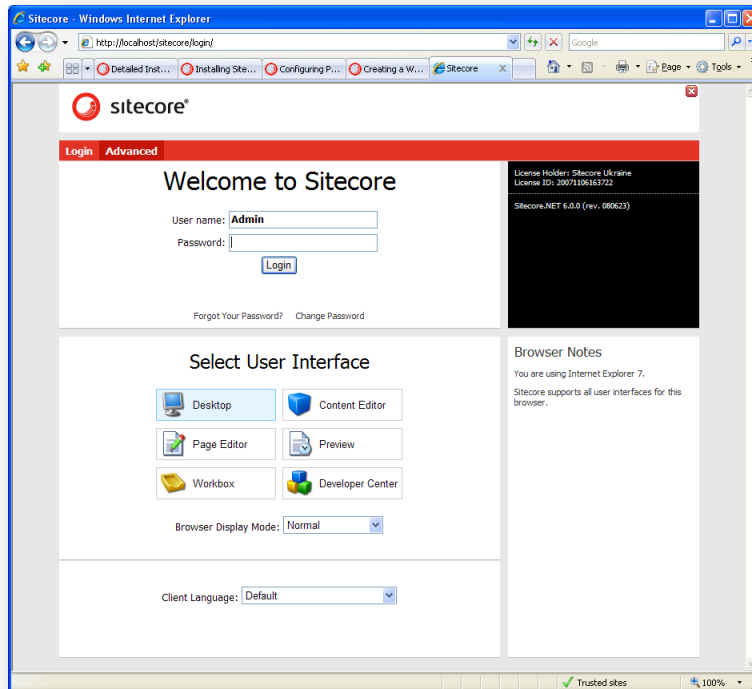 Sitecore - Windows Internet Explorer
http://localhost/sitecore/login/
Google
Detailed Inst...
Installing Site...
Configuring P...
Creating a W...
Sitecore
Page
Tools
sitecore®
Login Advanced
Welcome to Sitecore
User name: Admin
Password:
Login
Forgot Your Password? Change Password
License Holder: Sitecore Ukraine
License ID: 20071106163722
Sitecore.NET 6.0.0 (rev. 080623)
Select User Interface
Desktop
Content Editor
Page Editor
Preview
Workbox
Developer Center
Browser Display Mode: Normal
Client Language: Default
Browser Notes
You are using Internet Explorer 7.
Sitecore supports all user interfaces for this
browser.
Trusted sites
100%